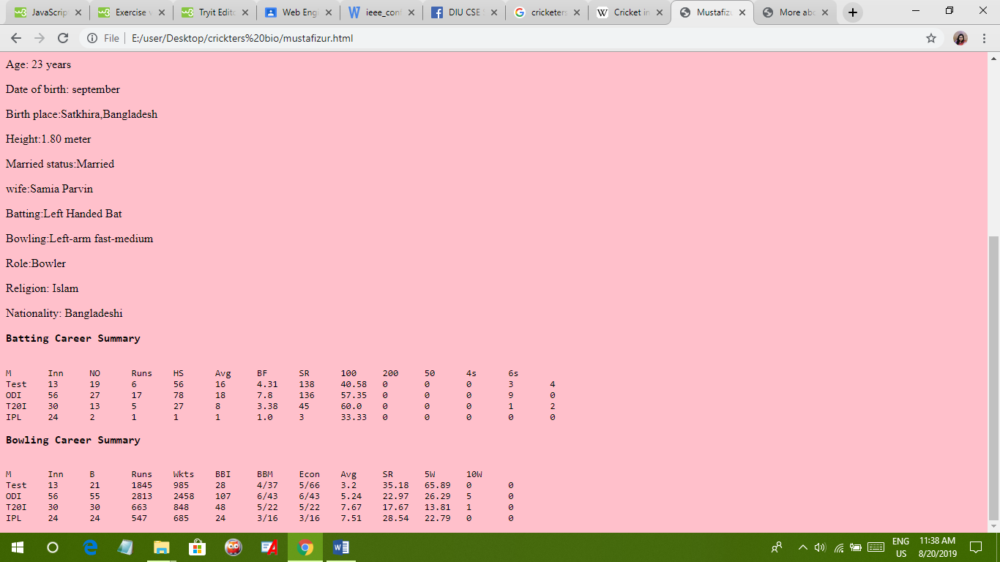 JavaScrip Exercise v Tryit Edito Web Eng ieee_conf DIU CSE cricketers Cricket in Mustafizu More abo
File E:/user/Desktop/crickters%20bio/mustafizur.html
Age: 23 years
Date of birth: september
Birth place:Satkhira,Bangladesh
Height:1.80 meter
Married status:Married
wife:Samia Parvin
Batting:Left Handed Bat
Bowling:Left-arm fast-medium
Role:Bowler
Religion: Islam
Nationality: Bangladeshi
Batting Career Summary
M Inn NO Runs HS Avg BF SR 100 200 50 4s 6s
Test 13 19 6 56 16 4.31 138 40.58 0 0 0 3 4
ODI 56 27 17 78 18 7.8 136 57.35 0 0 0 9 0
T20I 30 13 5 27 8 3.38 45 60.0 0 0 0 1 2
IPL 24 2 1 1 1 1.0 3 33.33 0 0 0 0 0
Bowling Career Summary
M Inn B Runs Wkts BBI BBM Econ Avg SR 5W 10W
Test 13 21 1845 985 28 4/37 5/66 3.2 35.18 65.89 0 0
ODI 56 55 2813 2458 107 6/43 6/43 5.24 22.97 26.29 5 0
T20I 30 30 663 848 48 5/22 5/22 7.67 17.67 13.81 1 0
IPL 24 24 547 685 24 3/16 3/16 7.51 28.54 22.79 0 0
ENG 11:38 AM
US 8/20/2019